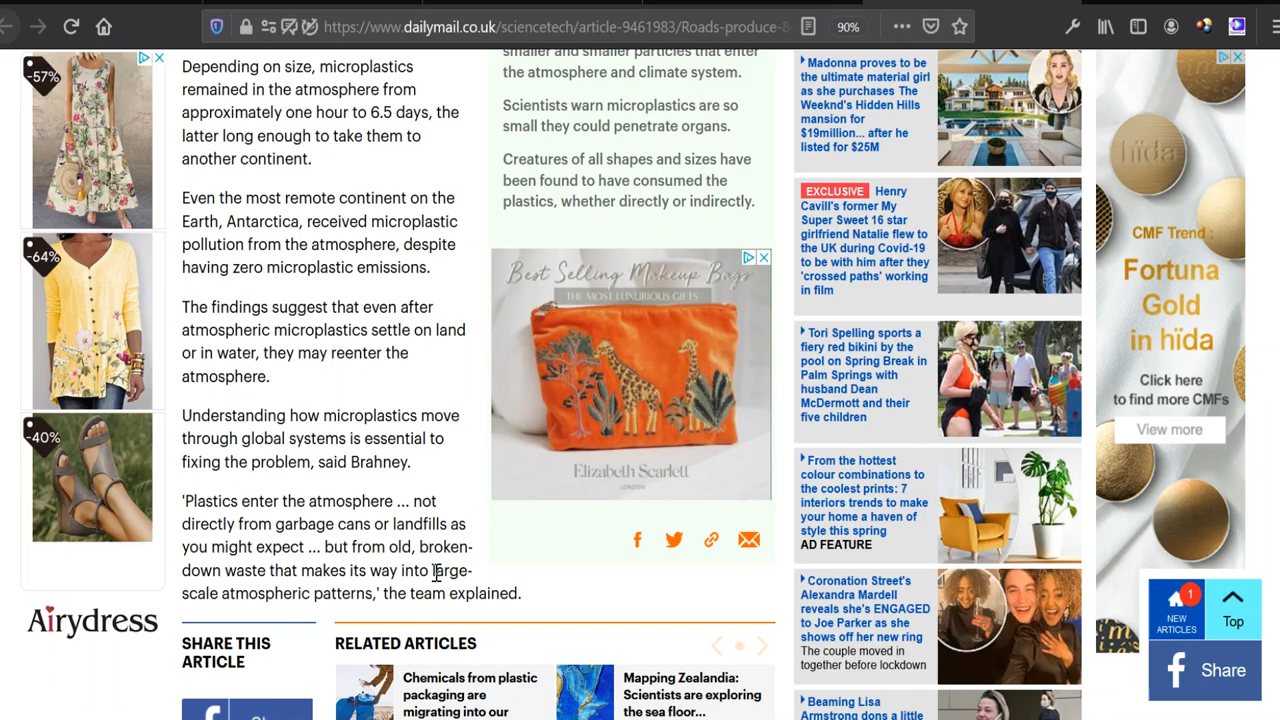 https://www.dailymail.co.uk/sciencetech/article-9461983/Roads-produce-8
90%
-57%
-64%
-40%
Airydress
Depending on size, microplastics
remained in the atmosphere from
approximately one hour to 6.5 days, the
latter long enough to take them to
another continent.
Even the most remote continent on the
Earth, Antarctica, received microplastic
pollution from the atmosphere, despite
having zero microplastic emissions.
The findings suggest that even after
atmospheric microplastics settle on land
or in water, they may reenter the
atmosphere.
Understanding how microplastics move
through global systems is essential to
fixing the problem, said Brahney.
'Plastics enter the atmosphere ... not
directly from garbage cans or landfills as
you might expect ... but from old, broken-
down waste that makes its way into large-
scale atmospheric patterns,' the team explained.
SHARE THIS
ARTICLE
RELATED ARTICLES
Chemicals from plastic
packaging are
migrating into our
Mapping Zealandia:
Scientists are exploring
the sea floor...
smaller and smaller particles that enter
the atmosphere and climate system.
Scientists warn microplastics are so
small they could penetrate organs.
Creatures of all shapes and sizes have
been found to have consumed the
plastics, whether directly or indirectly.
Best Selling Makeup Bags
THE MOST LUXURIOUS GIFTS
Elizabeth Scarlett
LONDON
Madonna proves to be
the ultimate material girl
as she purchases The
Weeknd's Hidden Hills
mansion for
$19million... after he
listed for $25M
EXCLUSIVE Henry
Cavill's former My
Super Sweet 16 star
girlfriend Natalie flew to
the UK during Covid-19
to be with him after they
'crossed paths' working
in film
Tori Spelling sports a
fiery red bikini by the
pool on Spring Break in
Palm Springs with
husband Dean
McDermott and their
five children
From the hottest
colour combinations to
the coolest prints: 7
interiors trends to make
your home a haven of
style this spring
AD FEATURE
Coronation Street's
Alexandra Mardell
reveals she's ENGAGED
to Joe Parker as she
shows off her new ring
The couple moved in
together before lockdown
Beaming Lisa
Armstrong dons a little
hïda
CMF Trend :
Fortuna
Gold
in hïda
Click here
to find more CMFs
View more
1
NEW
ARTICLES
Top
Share